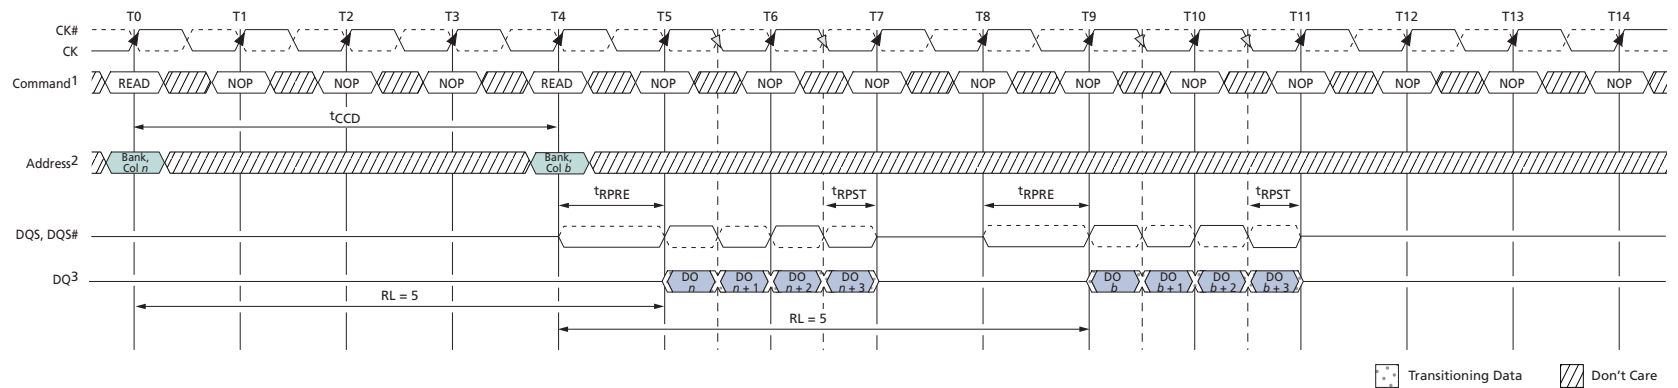 T0 T1 T2 T3 T4 T5 T6 T7 T8 T9 T10 T11 T12 T13 T14
CK#
CK
Command1 READ NOP NOP NOP READ NOP NOP NOP NOP NOP NOP NOP NOP NOP NOP
tCCD
Address2 Bank, Col n Bank, Col b
tRPRE tRPST tRPRE tRPST
DQS, DQS#
DQ3 DO n DO n + 1 DO n + 2 DO n + 3 DO b DO b + 1 DO b + 2 DO b + 3
RL = 5
RL = 5
Transitioning Data Don't Care